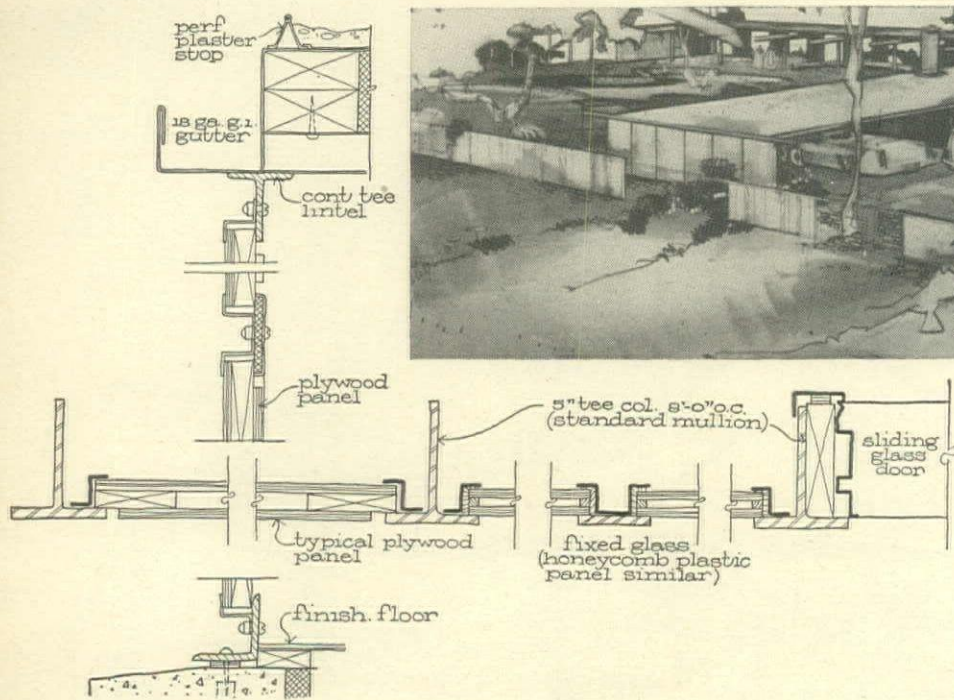 perf
plaster
stop
18 ga. g.i.
gutter
cont tee
lintel
plywood
panel
5" tee col. 8'-0" o.c.
(standard mullion)
sliding
glass
door
typical plywood
panel
fixed glass
(honeycomb plastic
panel similar)
finish. floor